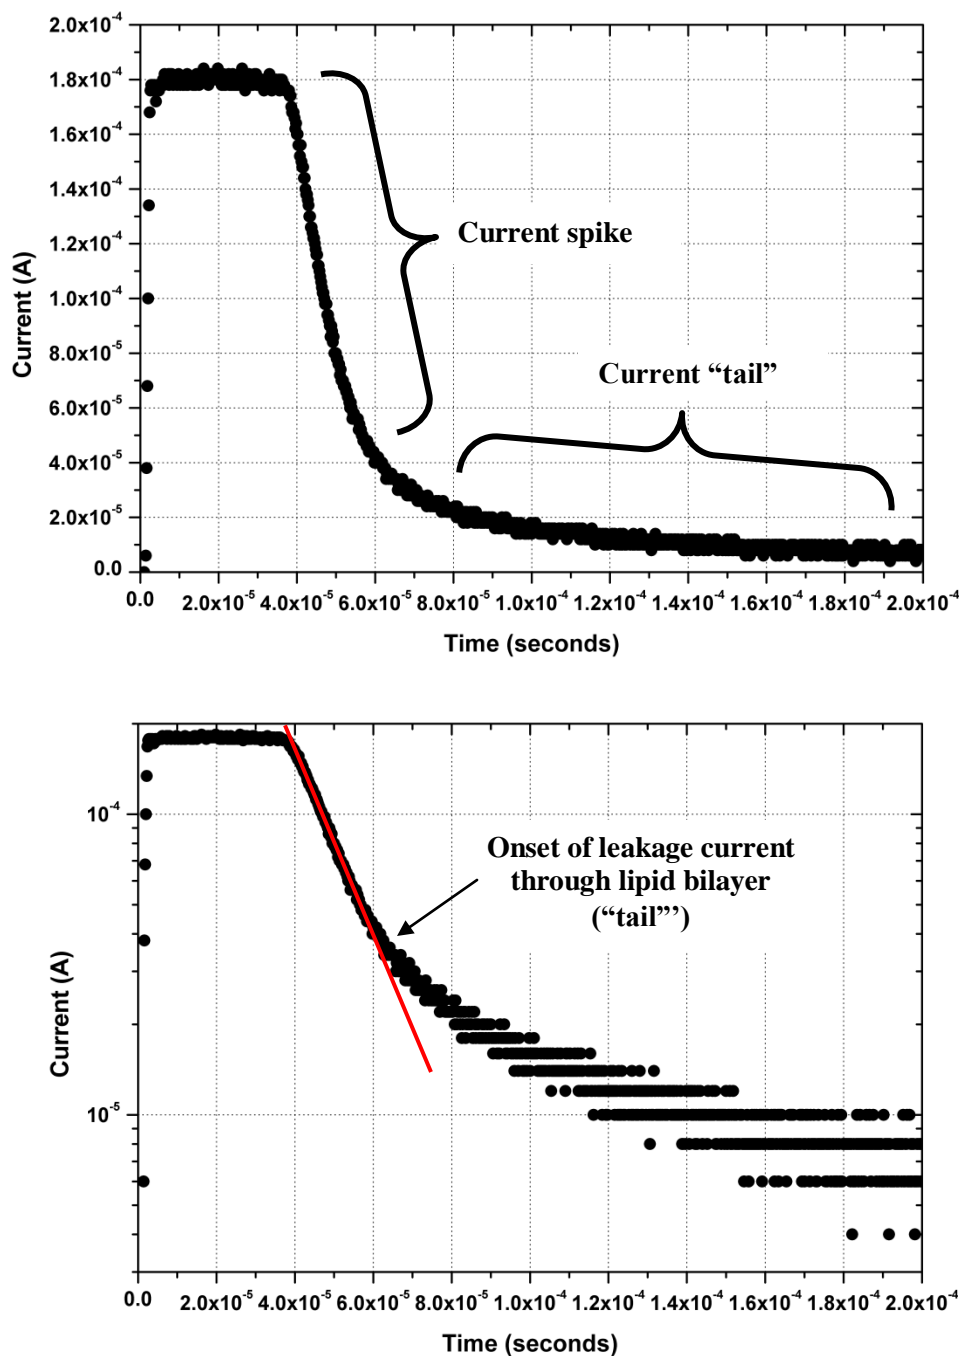 2.0x10⁻⁴
1.8x10⁻⁴
1.6x10⁻⁴
1.4x10⁻⁴
1.2x10⁻⁴
1.0x10⁻⁴
8.0x10⁻⁵
6.0x10⁻⁵
4.0x10⁻⁵
2.0x10⁻⁵
0.0
Current (A)
Current spike
Current “tail”
0.0 2.0x10⁻⁵ 4.0x10⁻⁵ 6.0x10⁻⁵ 8.0x10⁻⁵ 1.0x10⁻⁴ 1.2x10⁻⁴ 1.4x10⁻⁴ 1.6x10⁻⁴ 1.8x10⁻⁴ 2.0x10⁻⁴
Time (seconds)
10⁻⁴
10⁻⁵
Current (A)
Onset of leakage current
through lipid bilayer
(“tail”’)
0.0 2.0x10⁻⁵ 4.0x10⁻⁵ 6.0x10⁻⁵ 8.0x10⁻⁵ 1.0x10⁻⁴ 1.2x10⁻⁴ 1.4x10⁻⁴ 1.6x10⁻⁴ 1.8x10⁻⁴ 2.0x10⁻⁴
Time (seconds)